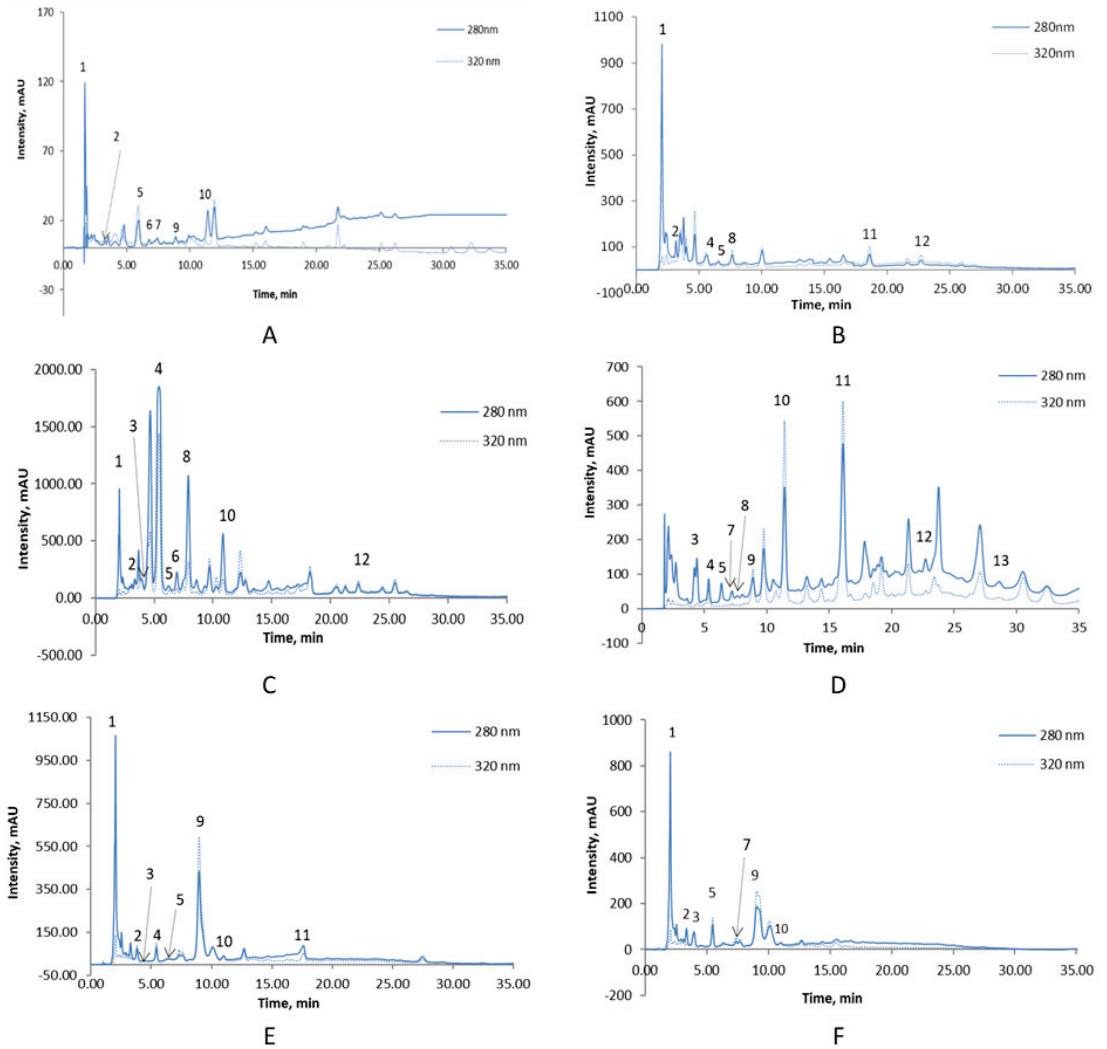 170
120
70
20
-30
Intensity, mAU
0.00 5.00 10.00 15.00 20.00 25.00 30.00 35.00
Time, min
280nm
320 nm
1
2
5
6
7
9
10
A
1100
900
700
500
300
100
-100
Intensity, mAU
0.00 5.00 10.00 15.00 20.00 25.00 30.00 35.00
Time, min
280nm
320nm
1
2
4
5
8
11
12
B
2000.00
1500.00
1000.00
500.00
0.00
-500.00
Intensity, mAU
0.00 5.00 10.00 15.00 20.00 25.00 30.00 35.00
Time, min
280 nm
320 nm
1
2
3
4
5
6
8
10
12
C
700
600
500
400
300
200
100
0
-100
Intensity, mAU
0 5 10 15 20 25 30 35
Time, min
280 nm
320 nm
3
4
5
7
8
9
10
11
12
13
D
1150.00
950.00
750.00
550.00
350.00
150.00
-50.00
Intensity, mAU
0.00 5.00 10.00 15.00 20.00 25.00 30.00 35.00
Time, min
280 nm
320 nm
1
2
3
4
5
9
10
11
E
1000
800
600
400
200
0
-200
Intensity, mAU
0.00 5.00 10.00 15.00 20.00 25.00 30.00 35.00
Time, min
280 nm
320 nm
1
2
3
5
7
9
10
F